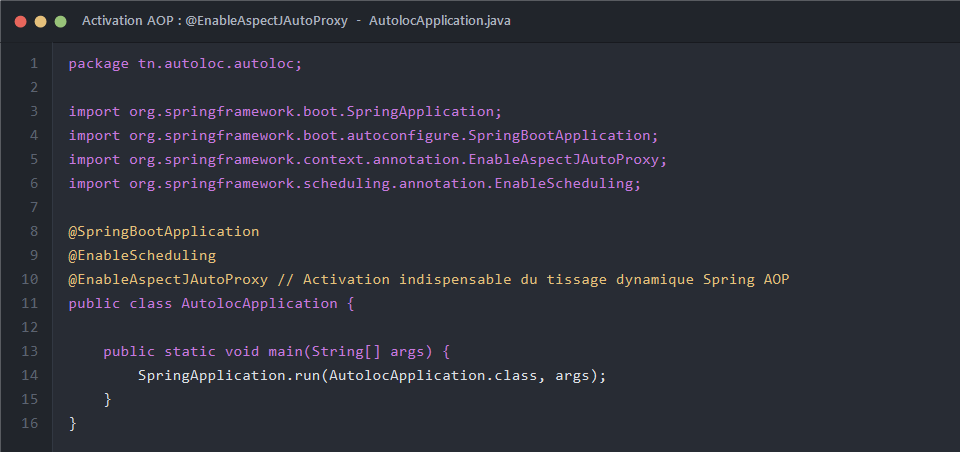 Activation AOP : @EnableAspectJAutoProxy - AutolocApplication.java
1 package tn.autoloc.autoloc;
2
3 import org.springframework.boot.SpringApplication;
4 import org.springframework.boot.autoconfigure.SpringBootApplication;
5 import org.springframework.context.annotation.EnableAspectJAutoProxy;
6 import org.springframework.scheduling.annotation.EnableScheduling;
7
8 @SpringBootApplication
9 @EnableScheduling
10 @EnableAspectJAutoProxy // Activation indispensable du tissage dynamique Spring AOP
11 public class AutolocApplication {
12
13     public static void main(String[] args) {
14         SpringApplication.run(AutolocApplication.class, args);
15     }
16 }